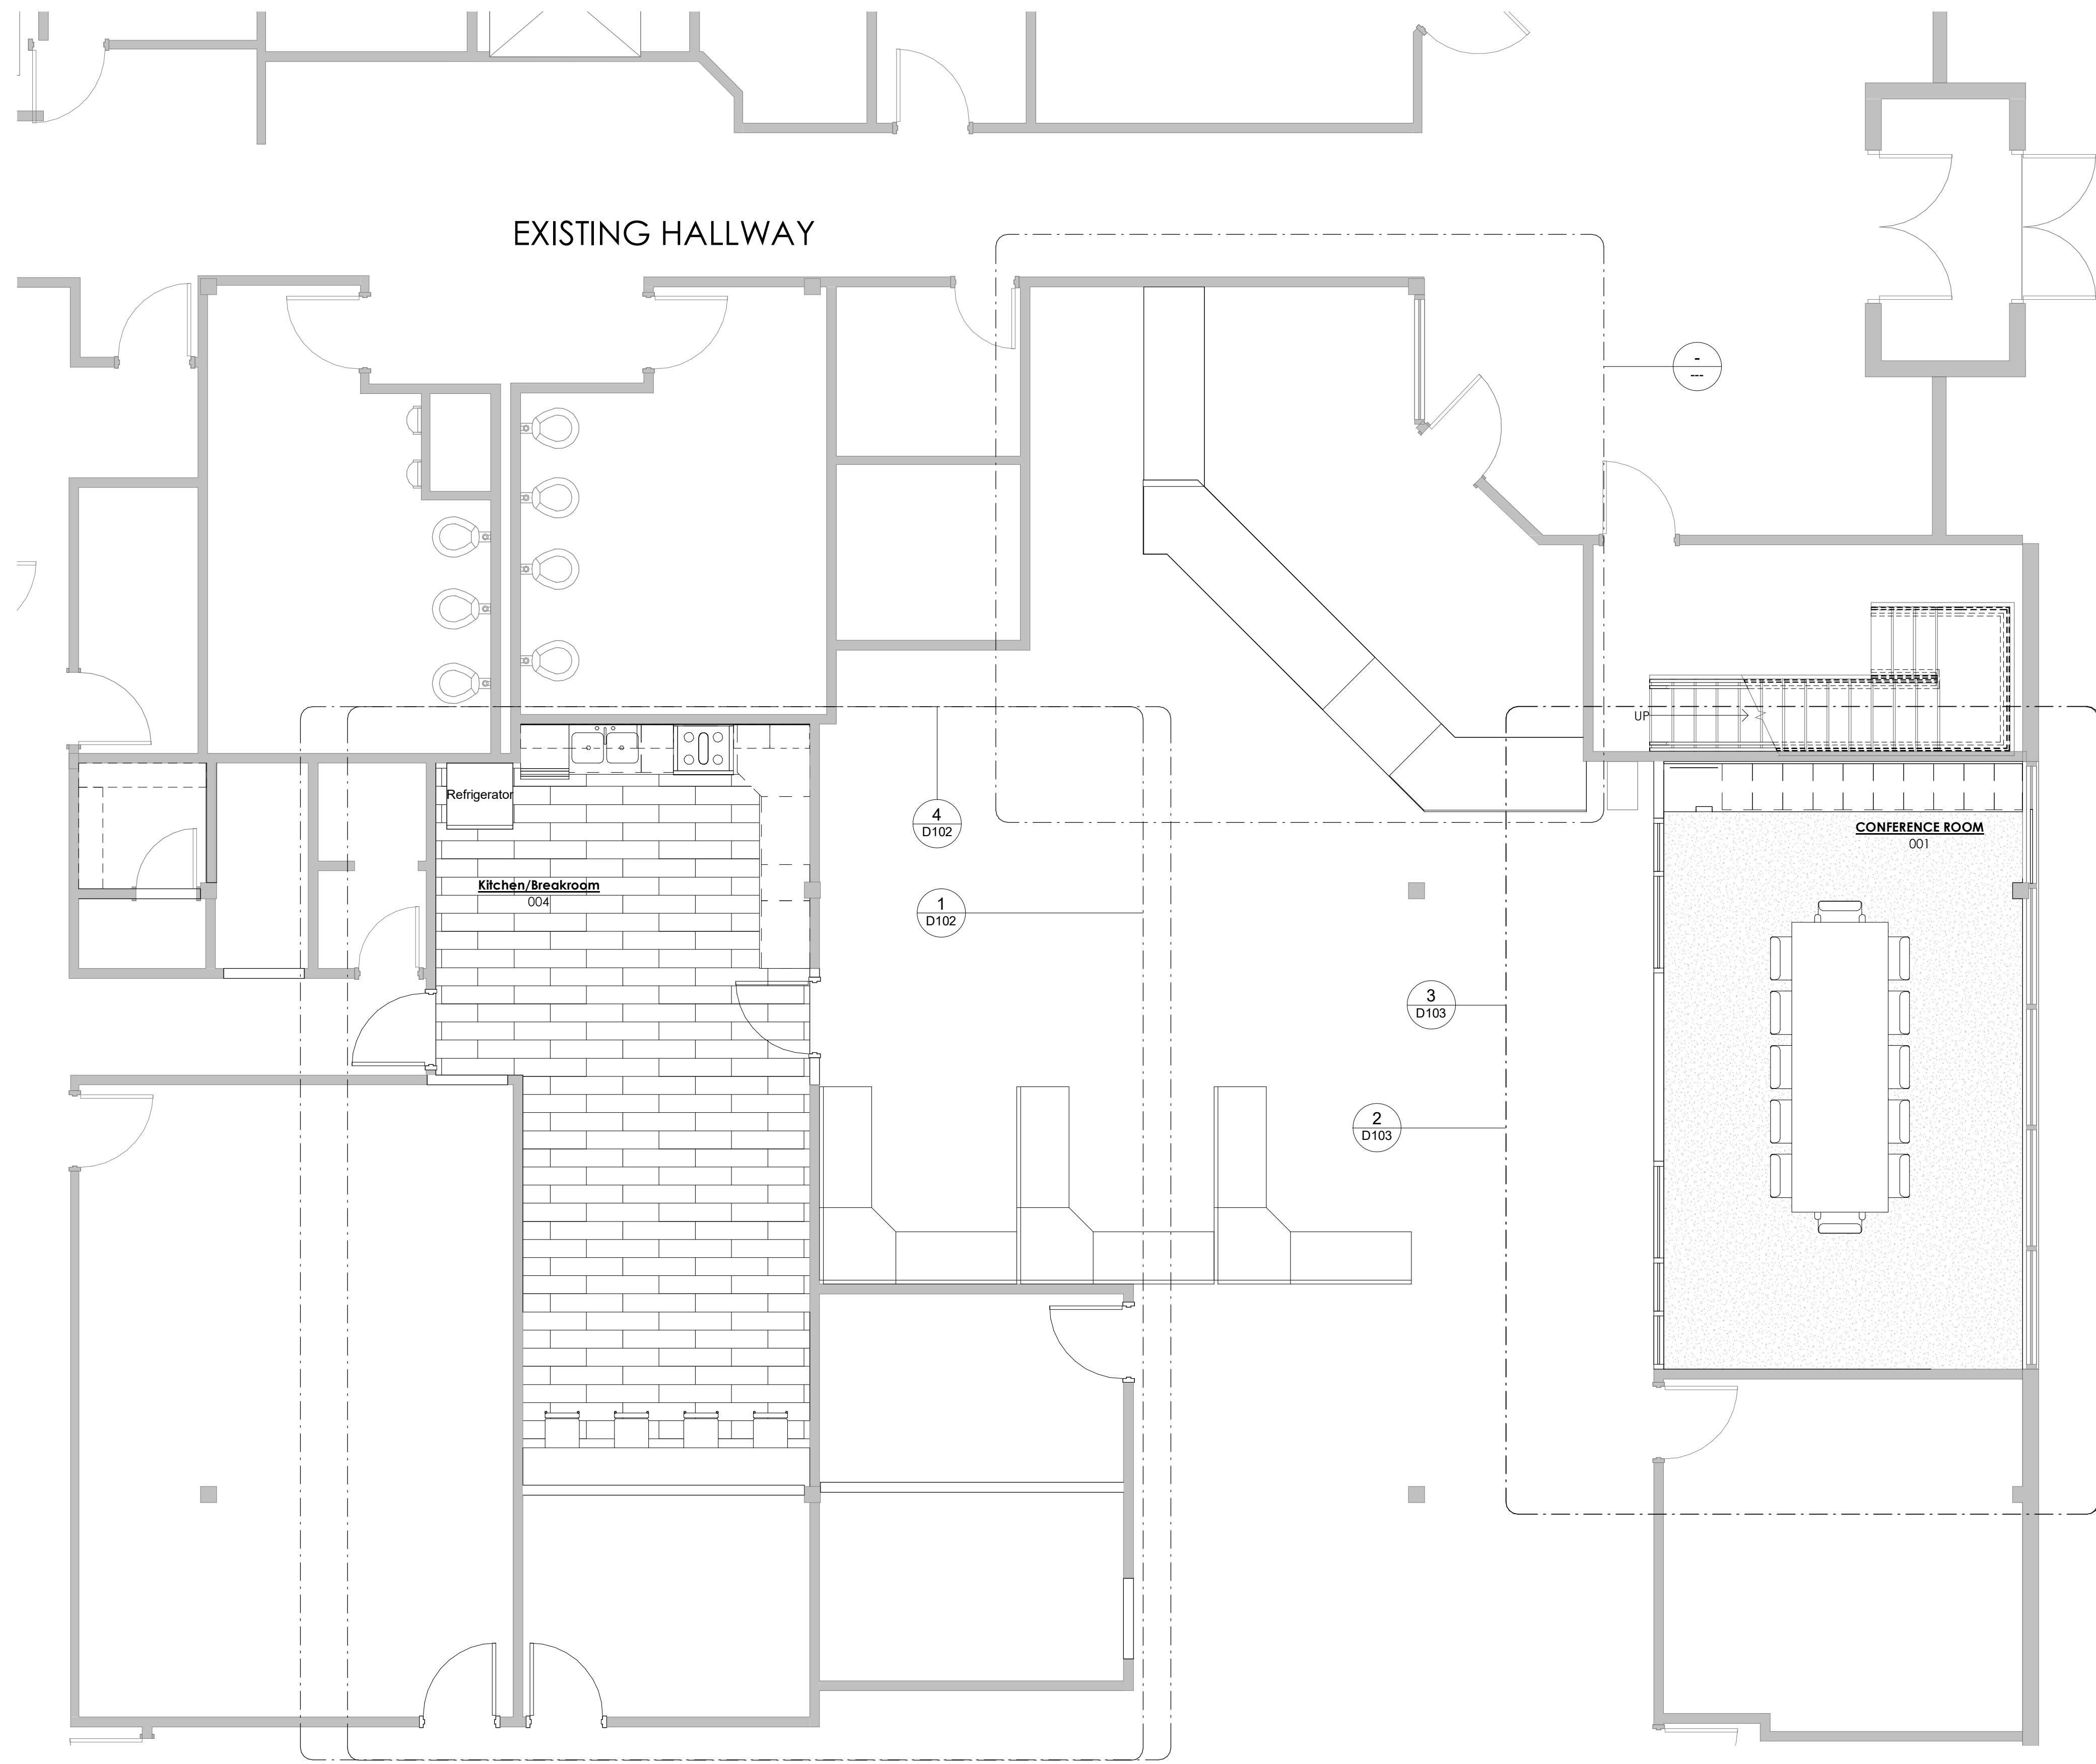 EXISTING HALLWAY
-
---
UP
Refrigerator
4
D102
CONFERENCE ROOM
001
Kitchen/Breakroom
004
1
D102
3
D103
2
D103